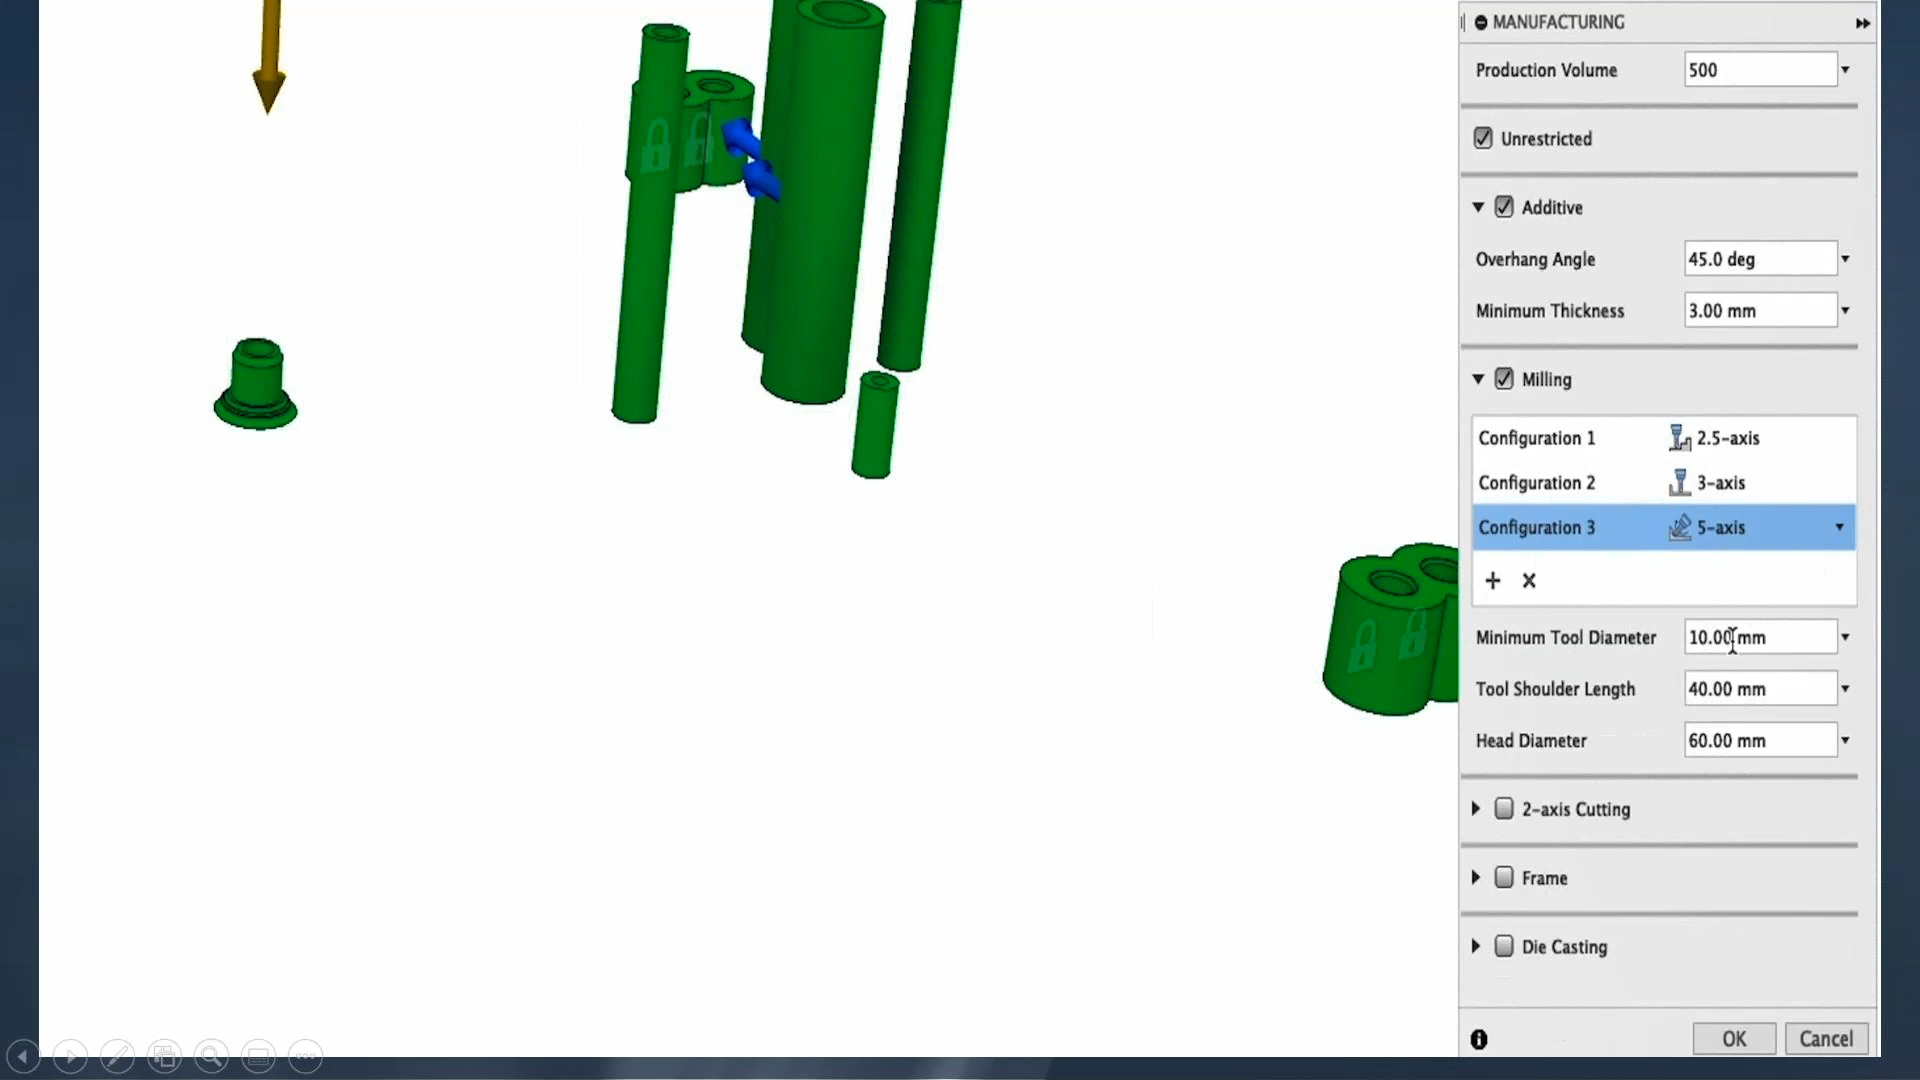 MANUFACTURING
Production Volume 500
Unrestricted
Additive
Overhang Angle 45.0 deg
Minimum Thickness 3.00 mm
Milling
Configuration 1 2.5-axis
Configuration 2 3-axis
Configuration 3 5-axis
Minimum Tool Diameter 10.00 mm
Tool Shoulder Length 40.00 mm
Head Diameter 60.00 mm
2-axis Cutting
Frame
Die Casting
OK Cancel